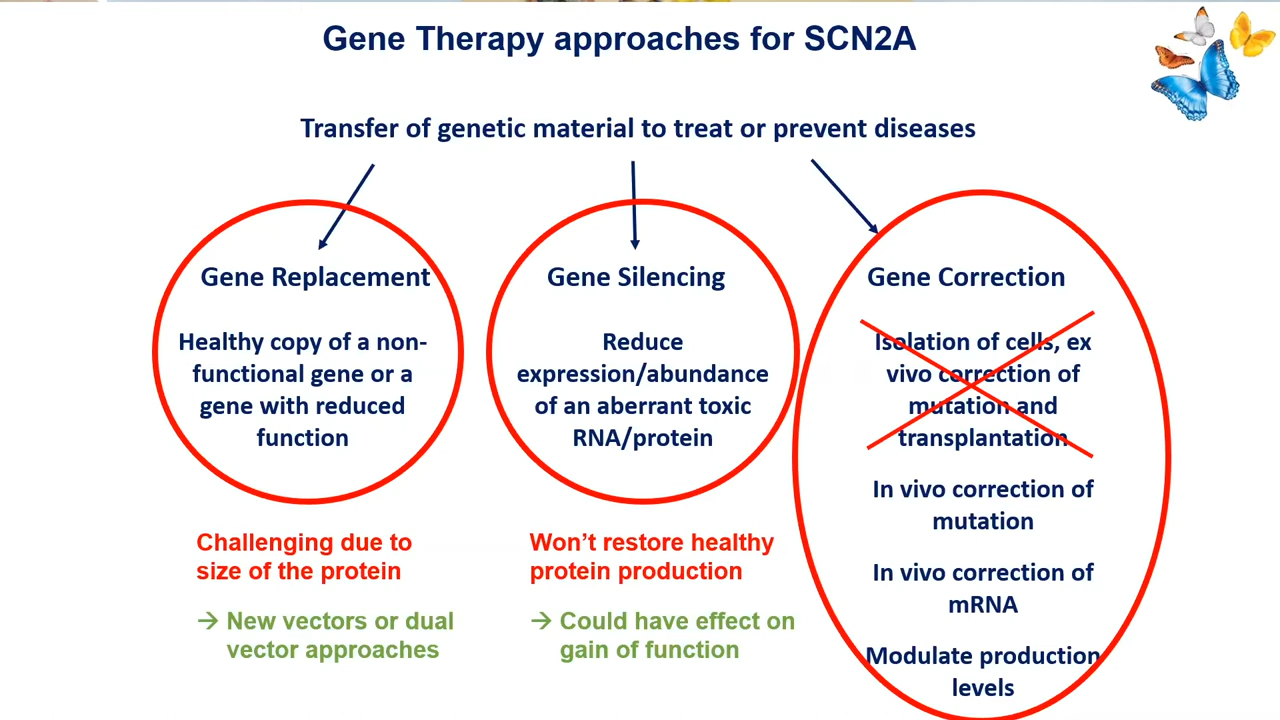 Gene Therapy approaches for SCN2A
Transfer of genetic material to treat or prevent diseases
Gene Replacement
Healthy copy of a non-
functional gene or a
gene with reduced
function
Challenging due to
size of the protein
→ New vectors or dual
vector approaches
Gene Silencing
Reduce
expression/abundance
of an aberrant toxic
RNA/protein
Won't restore healthy
protein production
→ Could have effect on
gain of function
Gene Correction
Isolation of cells, ex
vivo correction of
mutation and
transplantation
In vivo correction of
mutation
In vivo correction of
mRNA
Modulate production
levels